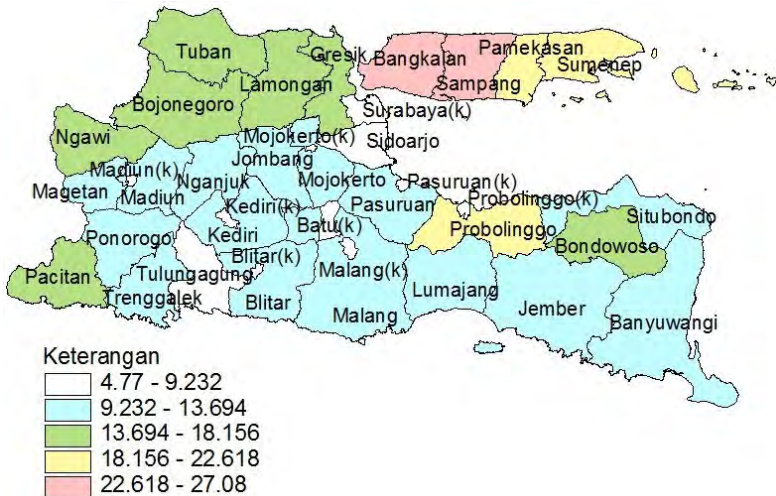 Tuban
Gresik
Bangkalan
Pamekasan
Lamongan
Sampang
Sumenep
Bojonegoro
Surabaya(k)
Ngawi
Mojokerto(k)
Sidoarjo
Madiun(k)
Jombang
Magetan
Madiun
Nganjuk
Mojokerto
Pasuruan(k)
Kediri(k)
Pasuruan
Probolinggo(k)
Situbondo
Ponorogo
Kediri
Batu(k)
Probolinggo
Bondowoso
Pacitan
Tulungagung
Blitar(k)
Malang(k)
Trenggalek
Blitar
Malang
Lumajang
Jember
Banyuwangi
Keterangan
4.77 - 9.232
9.232 - 13.694
13.694 - 18.156
18.156 - 22.618
22.618 - 27.08